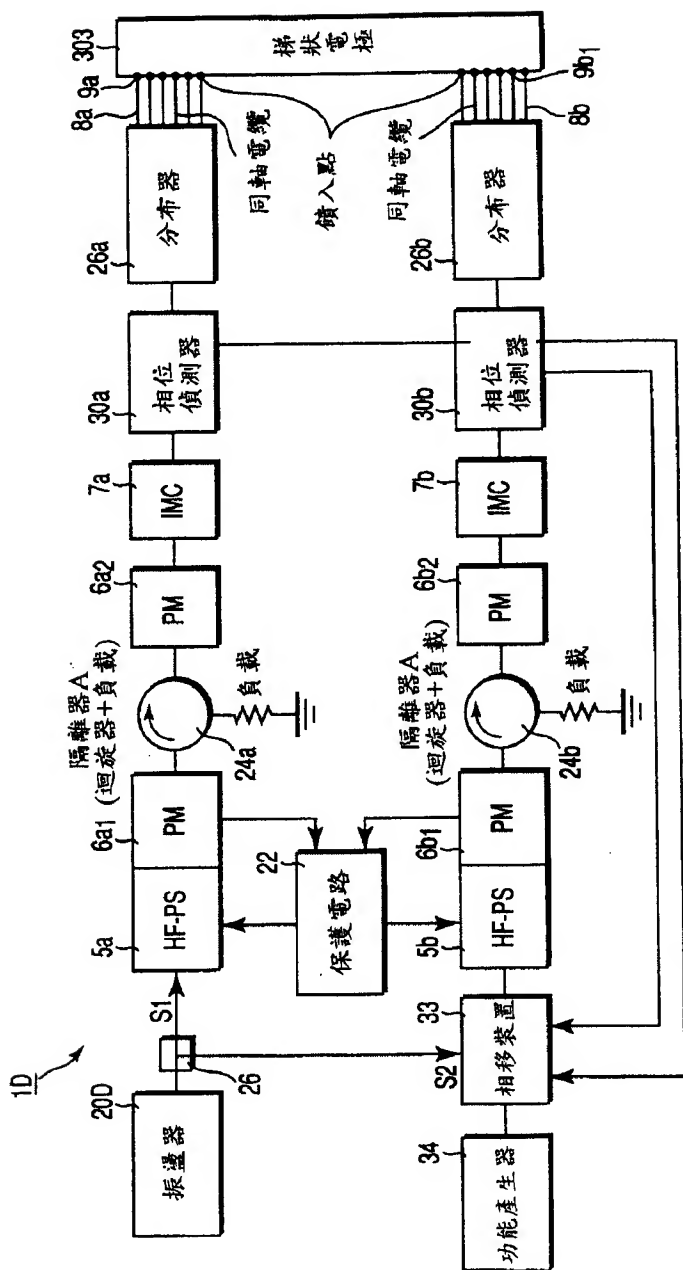 1D
20D
振盪器
26
S1
5a
HF-PS
6a1
PM
隔離器A
(迴旋器+負載)
24a
負載
6a2
PM
7a
IMC
30a
相位
偵測器
26a
分布器
8a
9a
同軸電纜
303
梯狀電極
饋入點
22
保護電路
34
功能產生器
S2
33
相移裝置
5b
HF-PS
6b1
PM
隔離器A
(迴旋器+負載)
24b
負載
6b2
PM
7b
IMC
30b
相位
偵測器
26b
分布器
同軸電纜
8b
9b1